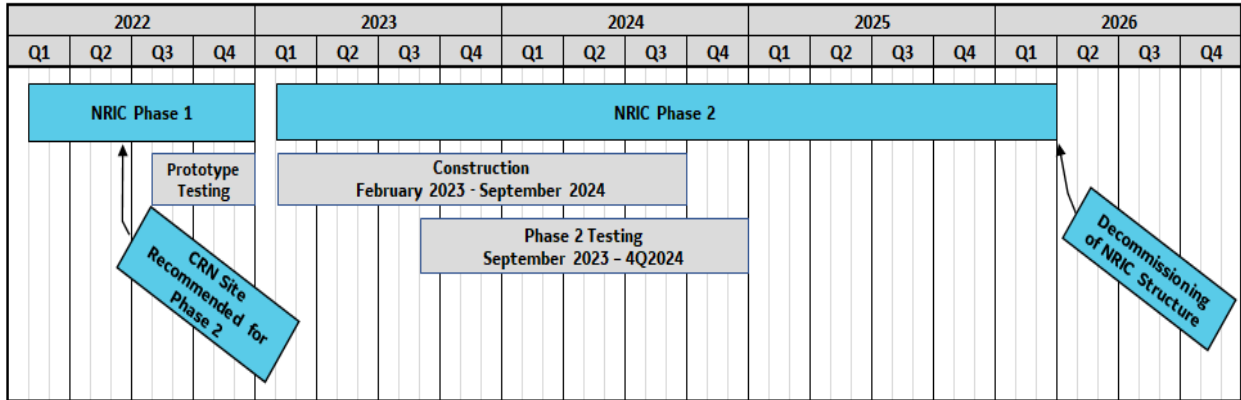 2022 2023 2024 2025 2026
Q1 Q2 Q3 Q4 Q1 Q2 Q3 Q4 Q1 Q2 Q3 Q4 Q1 Q2 Q3 Q4 Q1 Q2 Q3 Q4
NRIC Phase 1
NRIC Phase 2
Prototype
Testing
Construction
February 2023 - September 2024
Phase 2 Testing
September 2023 – 4Q2024
CRN Site
Recommended for
Phase 2
Decommissioning
of NRIC Structure